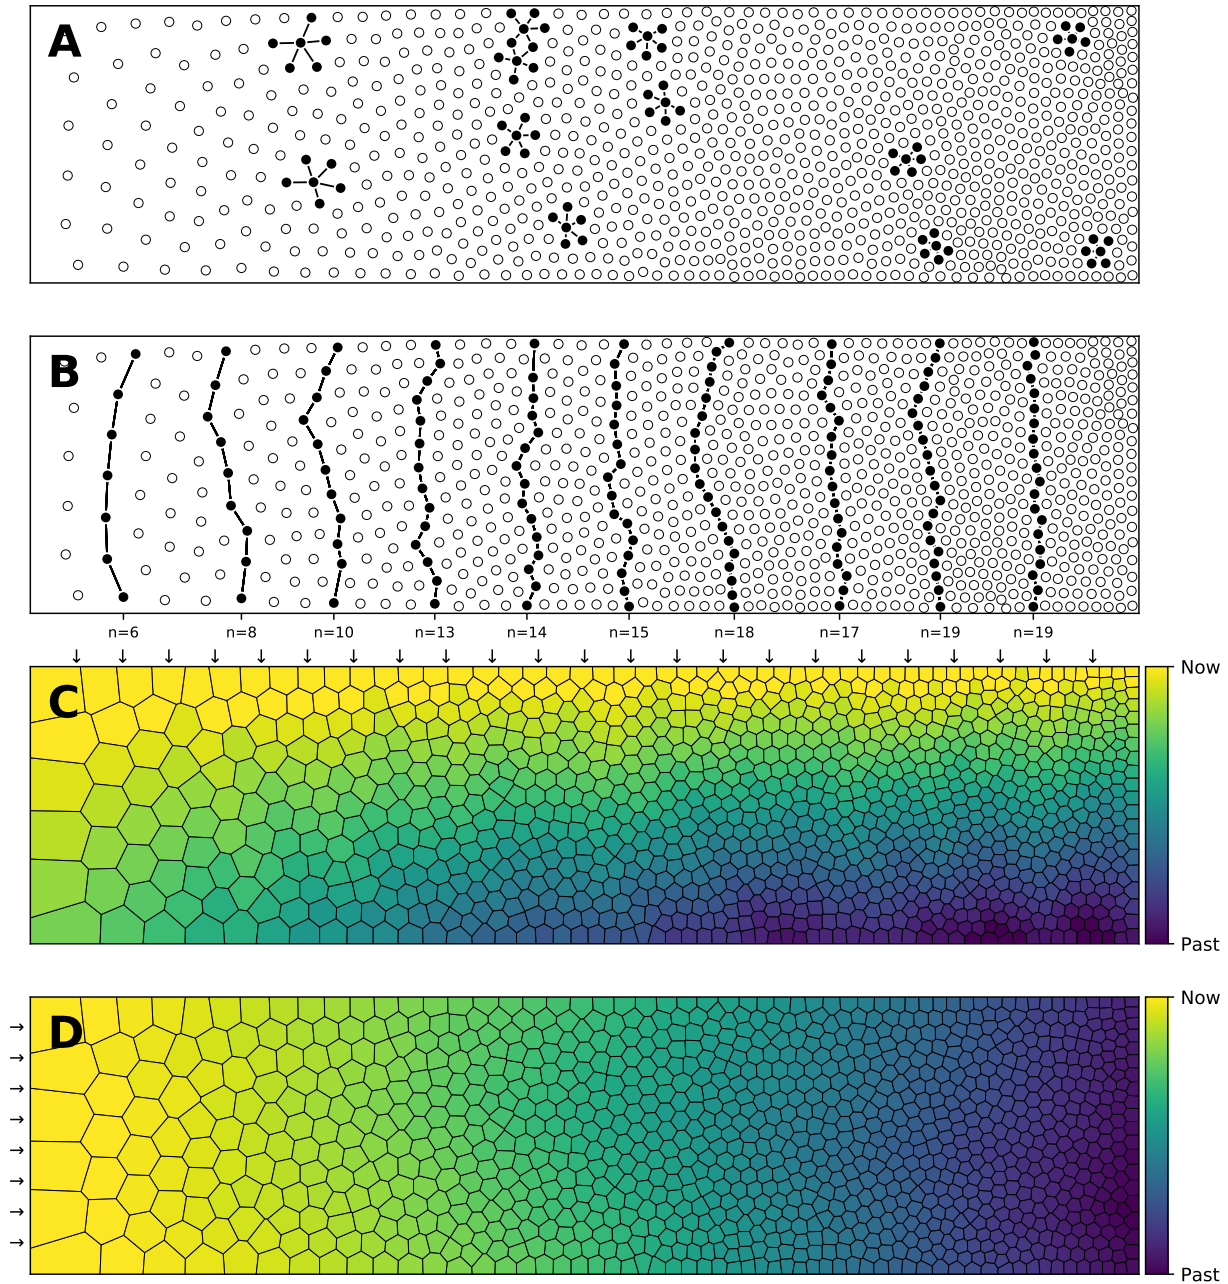 A
B
n=6 n=8 n=10 n=13 n=14 n=15 n=18 n=17 n=19 n=19
↓ ↓ ↓ ↓ ↓ ↓ ↓ ↓ ↓ ↓ ↓ ↓ ↓ ↓ ↓ ↓ ↓ ↓ ↓ ↓ ↓ ↓ ↓
Now
C
Past
Now
D
→
→
→
→
→
→
→
→
Past